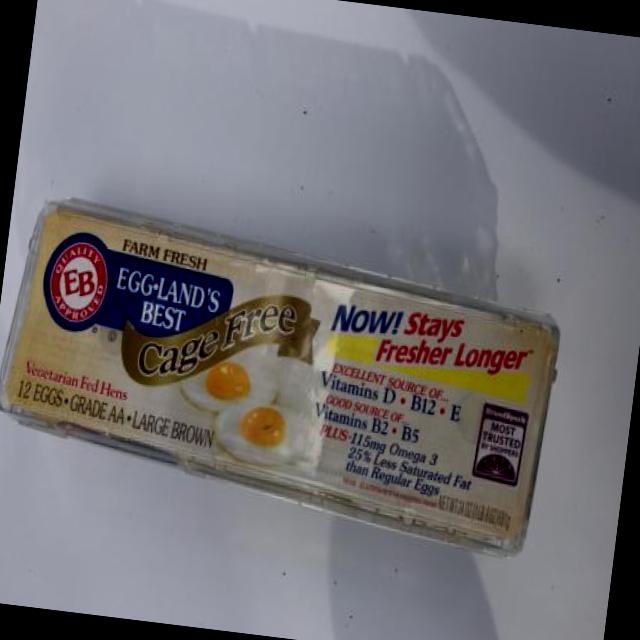 FARM FRESH
QUALITY
EB
APPROVED
EGG·LAND'S
BEST
Cage Free
Vegetarian Fed Hens
12 EGGS • GRADE AA • LARGE BROWN
NOW! Stays
Fresher Longer
EXCELLENT SOURCE OF...
Vitamins D • B12 • E
GOOD SOURCE OF
Vitamins B2 • B5
PLUS·115mg Omega 3
25% Less Saturated Fat
than Regular Eggs
MOST
TRUSTED
BY SHOPPERS